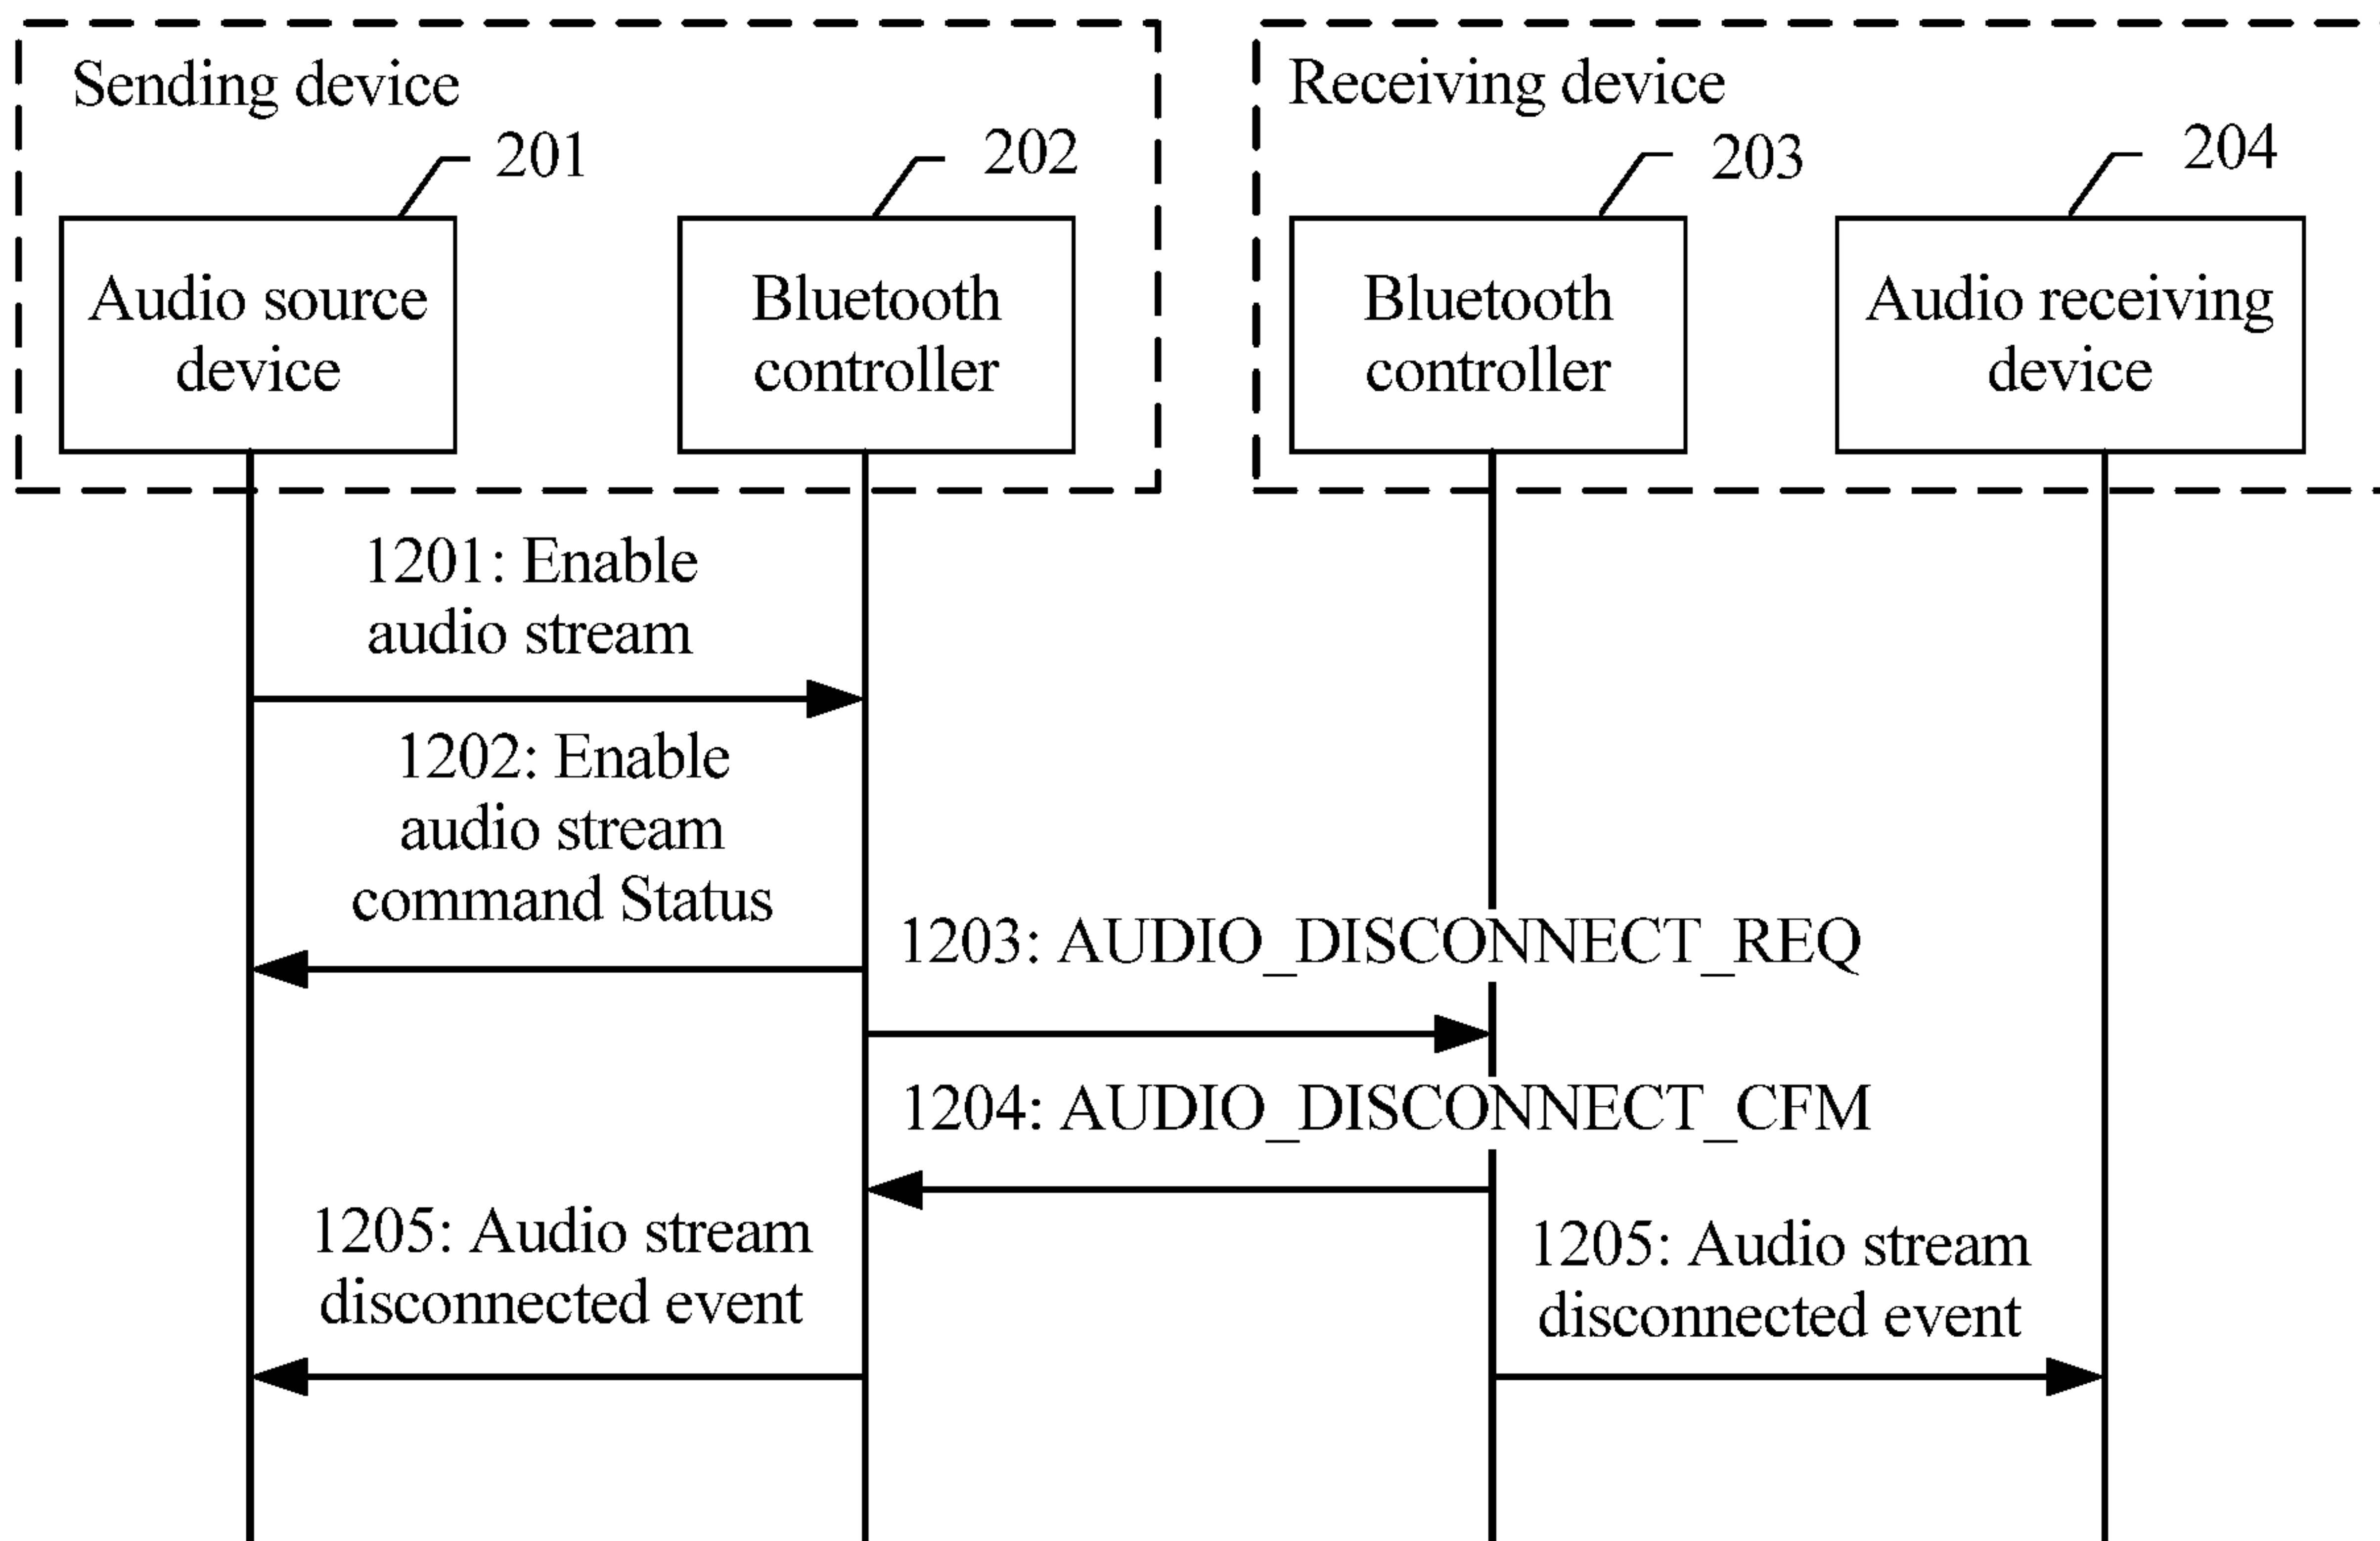 Sending device
Receiving device
201
202
203
204
Audio source
device
Bluetooth
controller
Bluetooth
controller
Audio receiving
device
1201: Enable
audio stream
1202: Enable
audio stream
command Status
1203: AUDIO_DISCONNECT_REQ
1204: AUDIO_DISCONNECT_CFM
1205: Audio stream
disconnected event
1205: Audio stream
disconnected event